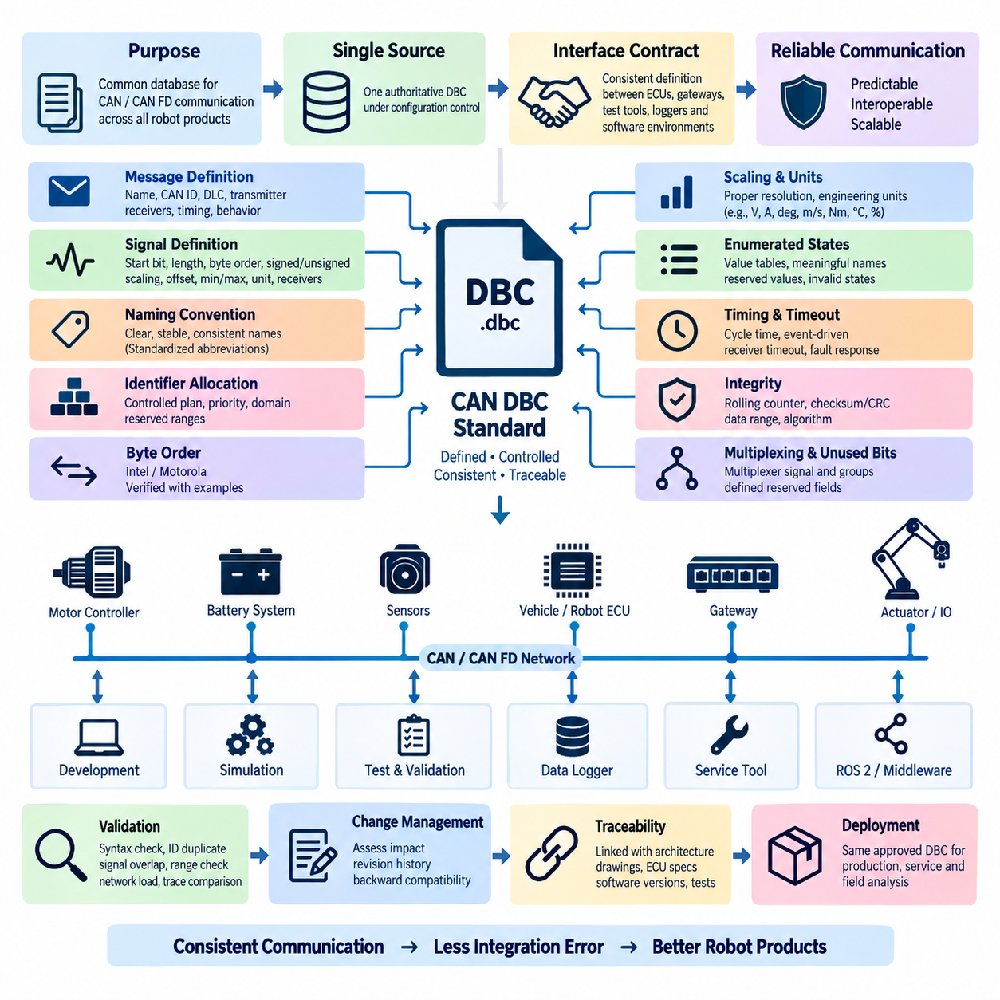 Purpose
Common database for
CAN / CAN FD communication
across all robot products
Single Source
One authoritative DBC
under configuration control
Interface Contract
Consistent definition
between ECUs, gateways,
test tools, loggers and
software environments
Reliable Communication
Predictable
Interoperable
Scalable
Message Definition
Name, CAN ID, DLC, transmitter
receivers, timing, behavior
Signal Definition
Start bit, length, byte order, signed/unsigned
scaling, offset, min/max, unit, receivers
Naming Convention
Clear, stable, consistent names
(Standardized abbreviations)
Identifier Allocation
Controlled plan, priority, domain
reserved ranges
Byte Order
Intel / Motorola
Verified with examples
DBC
.dbc
CAN DBC
Standard
Defined • Controlled
Consistent • Traceable
Scaling & Units
Proper resolution, engineering units
(e.g., V, A, deg, m/s, Nm, °C, %)
Enumerated States
Value tables, meaningful names
reserved values, invalid states
Timing & Timeout
Cycle time, event-driven
receiver timeout, fault response
Integrity
Rolling counter, checksum/CRC
data range, algorithm
Multiplexing & Unused Bits
Multiplexer signal and groups
defined reserved fields
Motor Controller
Battery System
Sensors
Vehicle / Robot ECU
Gateway
Actuator / IO
CAN / CAN FD Network
Development
Simulation
Test & Validation
Data Logger
Service Tool
ROS 2 / Middleware
Validation
Syntax check, ID duplicate
signal overlap, range check
network load, trace comparison
Change Management
Assess impact
revision history
backward compatibility
Traceability
Linked with architecture
drawings, ECU specs
software versions, tests
Deployment
Same approved DBC for
production, service and
field analysis
Consistent Communication → Less Integration Error → Better Robot Products